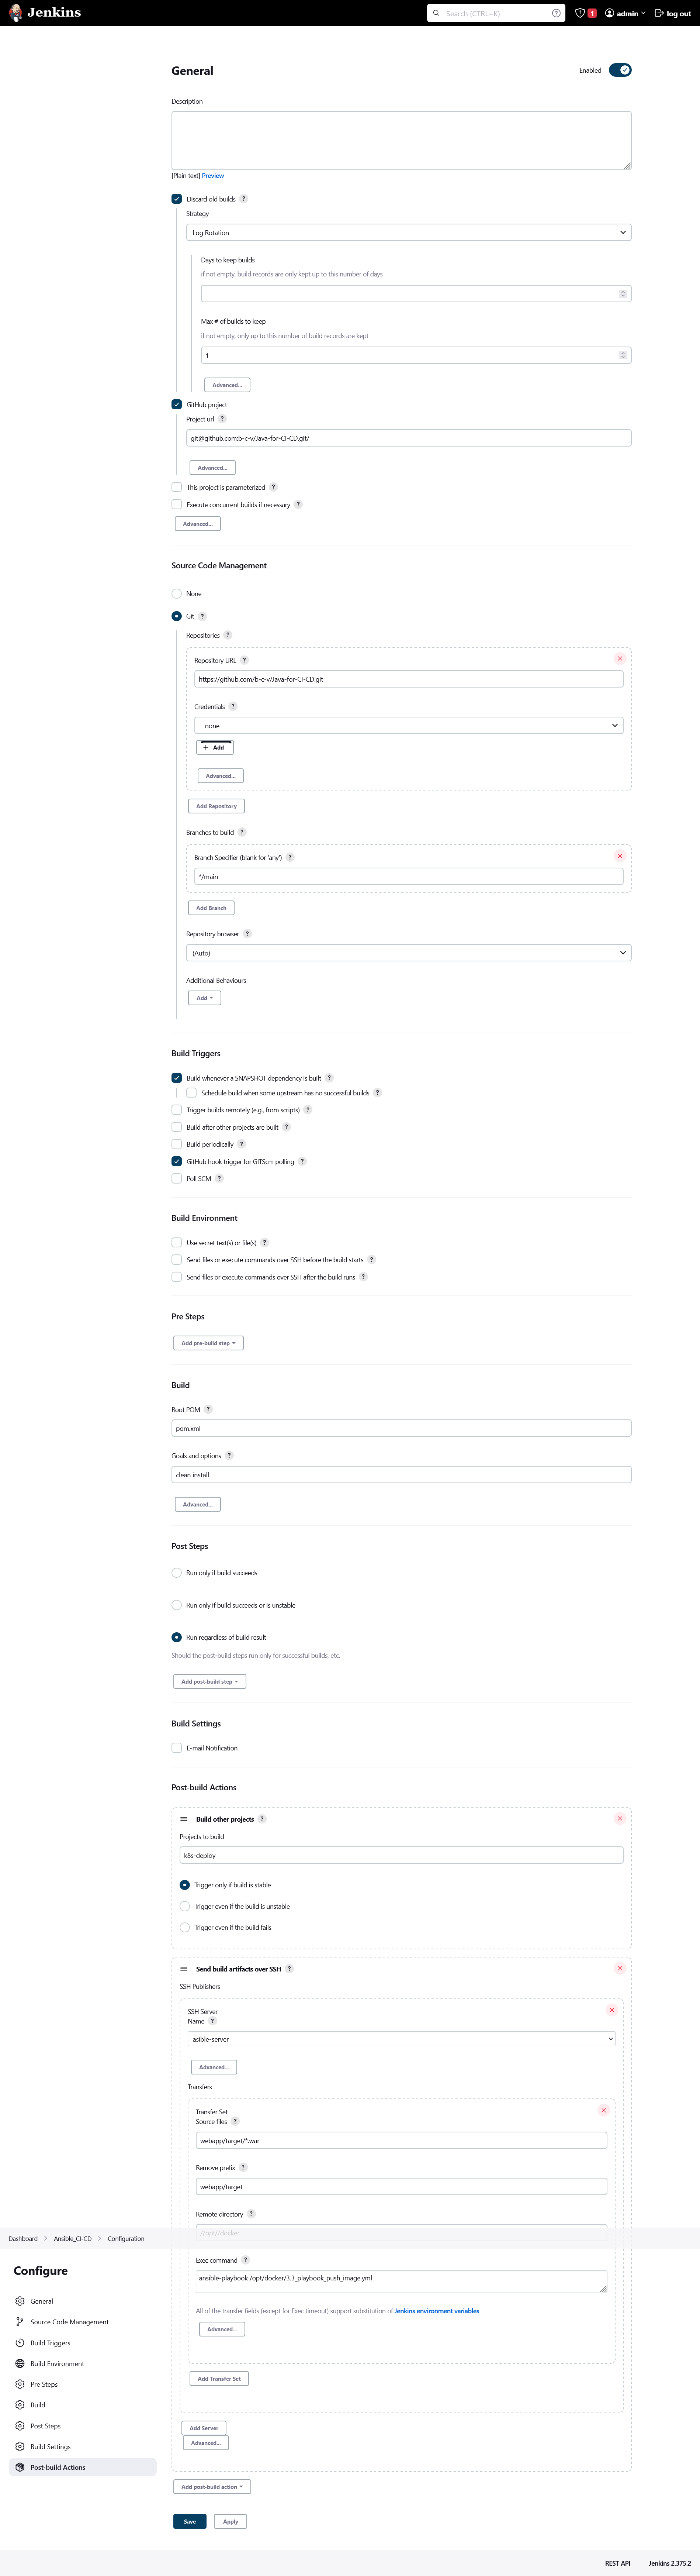 Jenkins
Search (CTRL+K)
1
admin
log out
General
Enabled
Description
[Plain text] Preview
Discard old builds ?
Strategy
Log Rotation
Days to keep builds
if not empty, build records are only kept up to this number of days
Max # of builds to keep
if not empty, only up to this number of build records are kept
1
Advanced...
GitHub project
Project url ?
git@github.com:b-c-v/Java-for-CI-CD.git/
Advanced...
This project is parameterized ?
Execute concurrent builds if necessary ?
Advanced...
Source Code Management
None
Git ?
Repositories ?
Repository URL ?
https://github.com/b-c-v/Java-for-CI-CD.git
Credentials ?
- none -
+ Add
Advanced...
Add Repository
Branches to build ?
Branch Specifier (blank for 'any') ?
*/main
Add Branch
Repository browser ?
(Auto)
Additional Behaviours
Add
Build Triggers
Build whenever a SNAPSHOT dependency is built ?
Schedule build when some upstream has no successful builds ?
Trigger builds remotely (e.g., from scripts) ?
Build after other projects are built ?
Build periodically ?
GitHub hook trigger for GITScm polling ?
Poll SCM ?
Build Environment
Use secret text(s) or file(s) ?
Send files or execute commands over SSH before the build starts ?
Send files or execute commands over SSH after the build runs ?
Pre Steps
Add pre-build step
Build
Root POM ?
pom.xml
Goals and options ?
clean install
Advanced...
Post Steps
Run only if build succeeds
Run only if build succeeds or is unstable
Run regardless of build result
Should the post-build steps run only for successful builds, etc.
Add post-build step
Build Settings
E-mail Notification
Post-build Actions
Build other projects ?
Projects to build
k8s-deploy
Trigger only if build is stable
Trigger even if the build is unstable
Trigger even if the build fails
Send build artifacts over SSH ?
SSH Publishers
SSH Server
Name ?
asible-server
Advanced...
Transfers
Transfer Set
Source files ?
webapp/target/*.war
Remove prefix ?
webapp/target
Remote directory ?
//opt//docker
Exec command ?
ansible-playbook /opt/docker/3.3_playbook_push_image.yml
All of the transfer fields (except for Exec timeout) support substitution of Jenkins environment variables
Advanced...
Add Transfer Set
Add Server
Advanced...
Add post-build action
Save
Apply
Dashboard > Ansible_CI-CD > Configuration
Configure
General
Source Code Management
Build Triggers
Build Environment
Pre Steps
Build
Post Steps
Build Settings
Post-build Actions
REST API
Jenkins 2.375.2